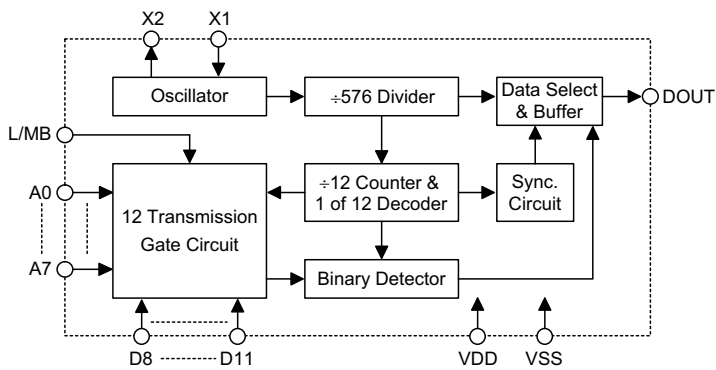 X2 X1
Oscillator
÷576 Divider
Data Select
& Buffer
DOUT
L/MB
A0
12 Transmission
Gate Circuit
÷12 Counter &
1 of 12 Decoder
Sync.
Circuit
A7
Binary Detector
D8 D11 VDD VSS